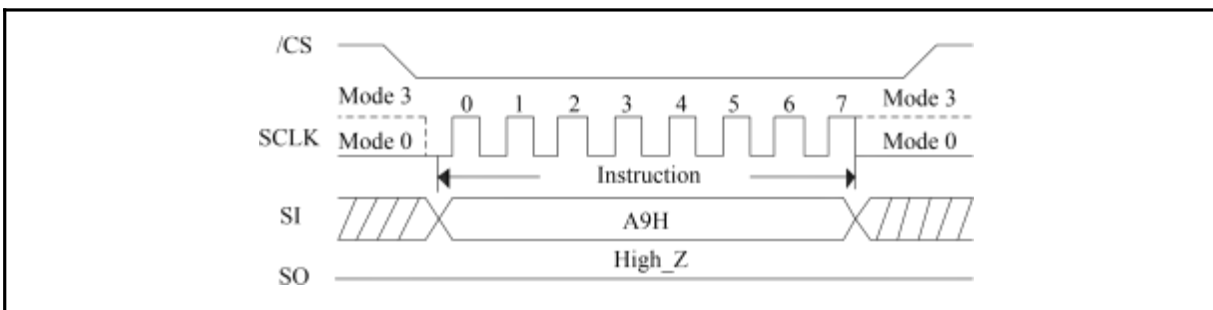 /CS
Mode 3 0 1 2 3 4 5 6 7 Mode 3
SCLK Mode 0 Mode 0
Instruction
SI A9H
High_Z
SO